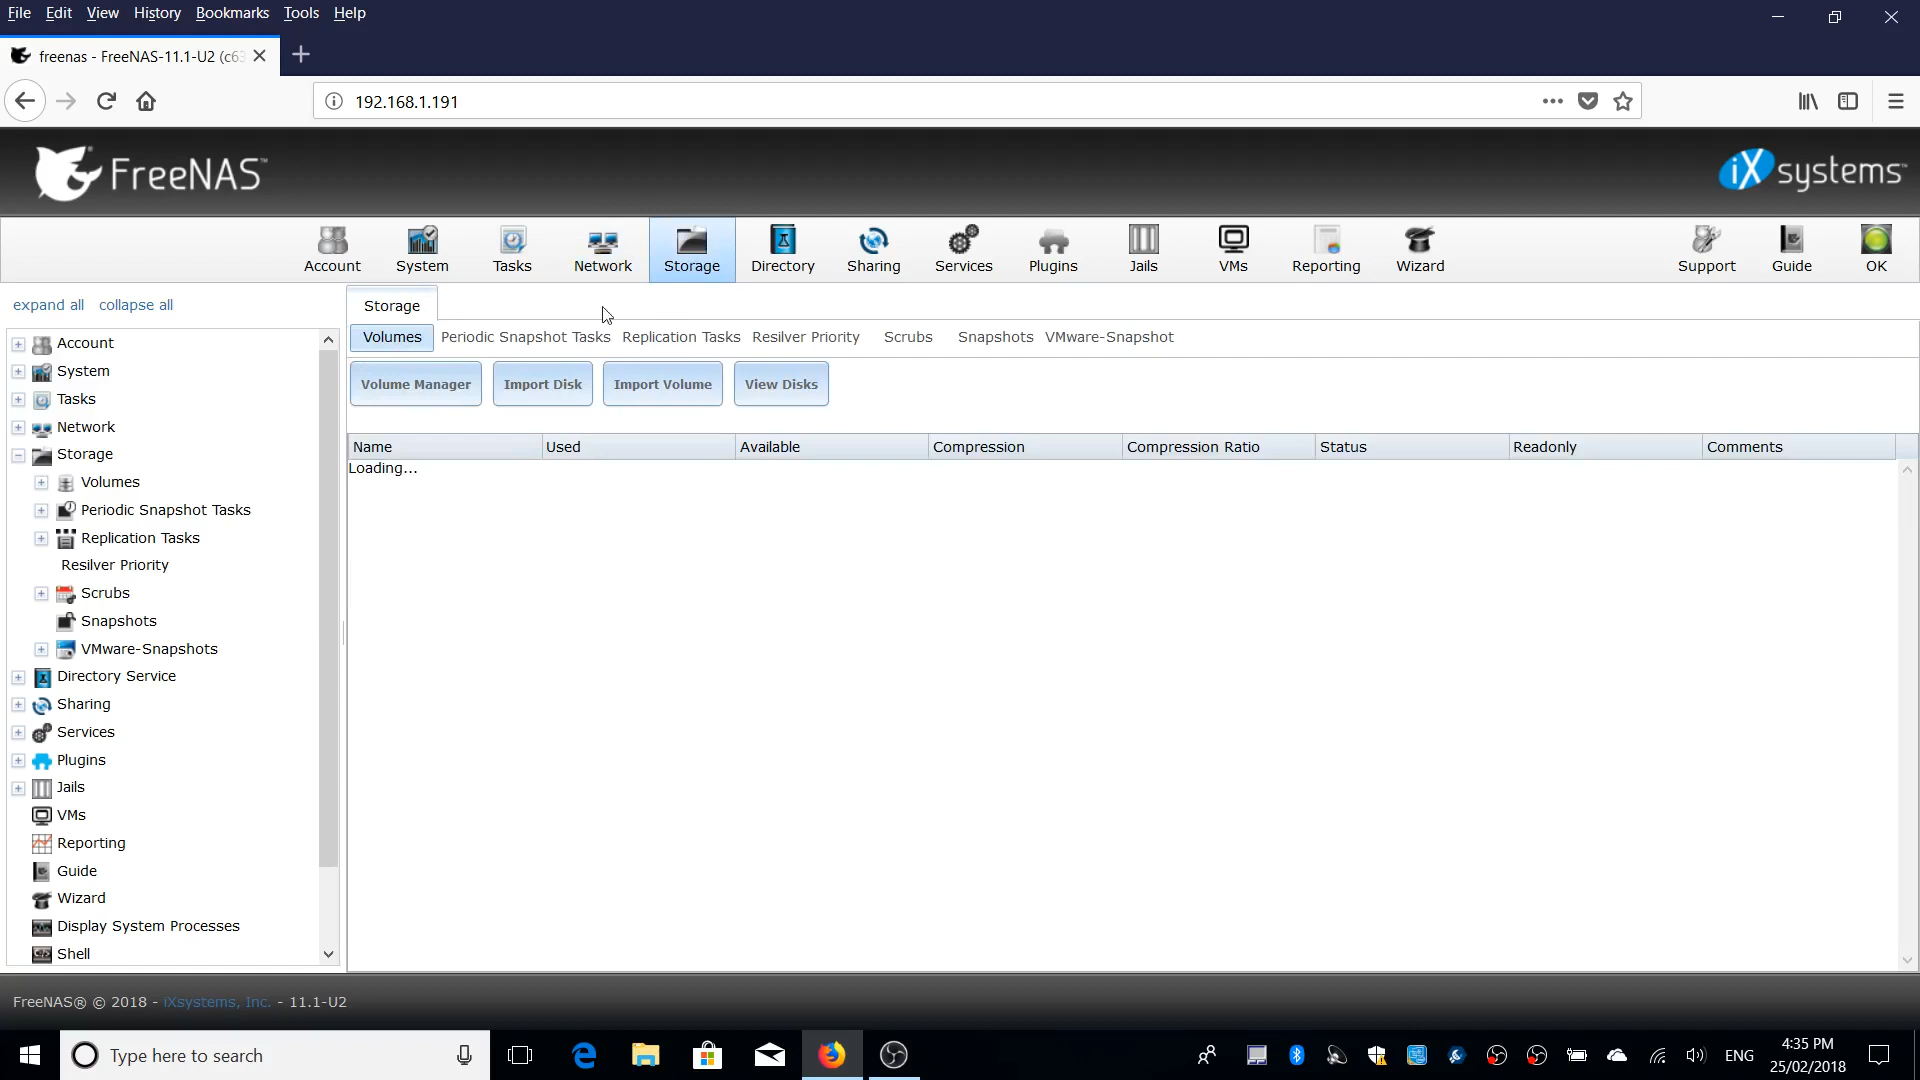 File Edit View History Bookmarks Tools Help
freenas - FreeNAS-11.1-U2 (c63
192.168.1.191
FreeNAS™
iXsystems™
Account System Tasks Network Storage Directory Sharing Services Plugins Jails VMs Reporting Wizard Support Guide OK
expand all collapse all
Account
System
Tasks
Network
Storage
Volumes
Periodic Snapshot Tasks
Replication Tasks
Resilver Priority
Scrubs
Snapshots
VMware-Snapshots
Directory Service
Sharing
Services
Plugins
Jails
VMs
Reporting
Guide
Wizard
Display System Processes
Shell
Storage
Volumes Periodic Snapshot Tasks Replication Tasks Resilver Priority Scrubs Snapshots VMware-Snapshot
Volume Manager Import Disk Import Volume View Disks
Name Used Available Compression Compression Ratio Status Readonly Comments
Loading...
FreeNAS® © 2018 - iXsystems, Inc. - 11.1-U2
Type here to search
ENG
4:35 PM
25/02/2018